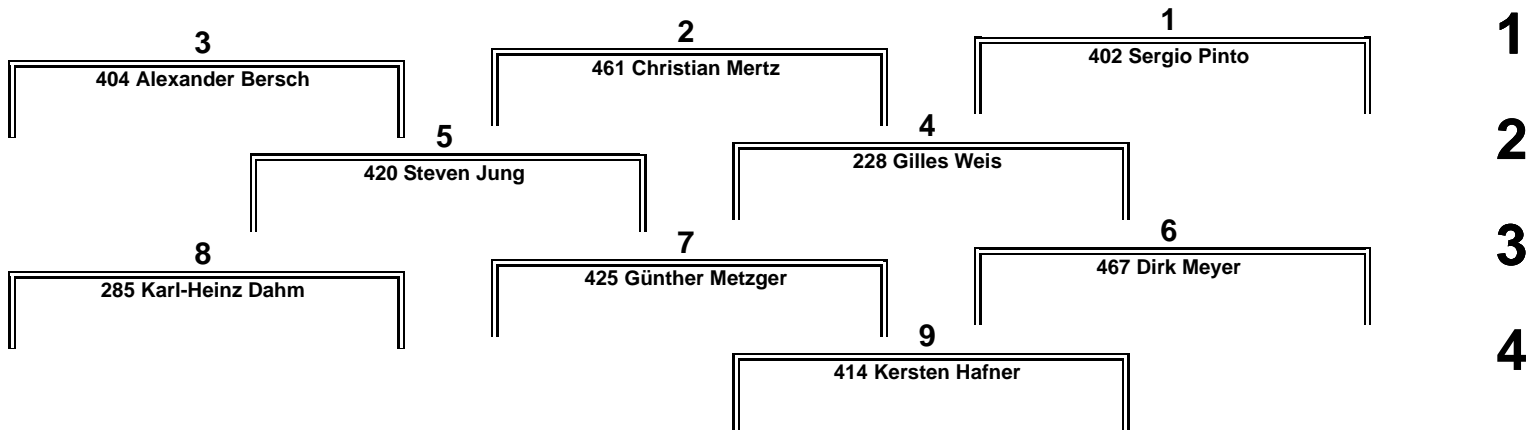 3 2 1 1
404 Alexander Bersch 461 Christian Mertz 402 Sergio Pinto
5 4 2
420 Steven Jung 228 Gilles Weis
8 7 6 3
285 Karl-Heinz Dahm 425 Günther Metzger 467 Dirk Meyer
9 4
414 Kersten Hafner